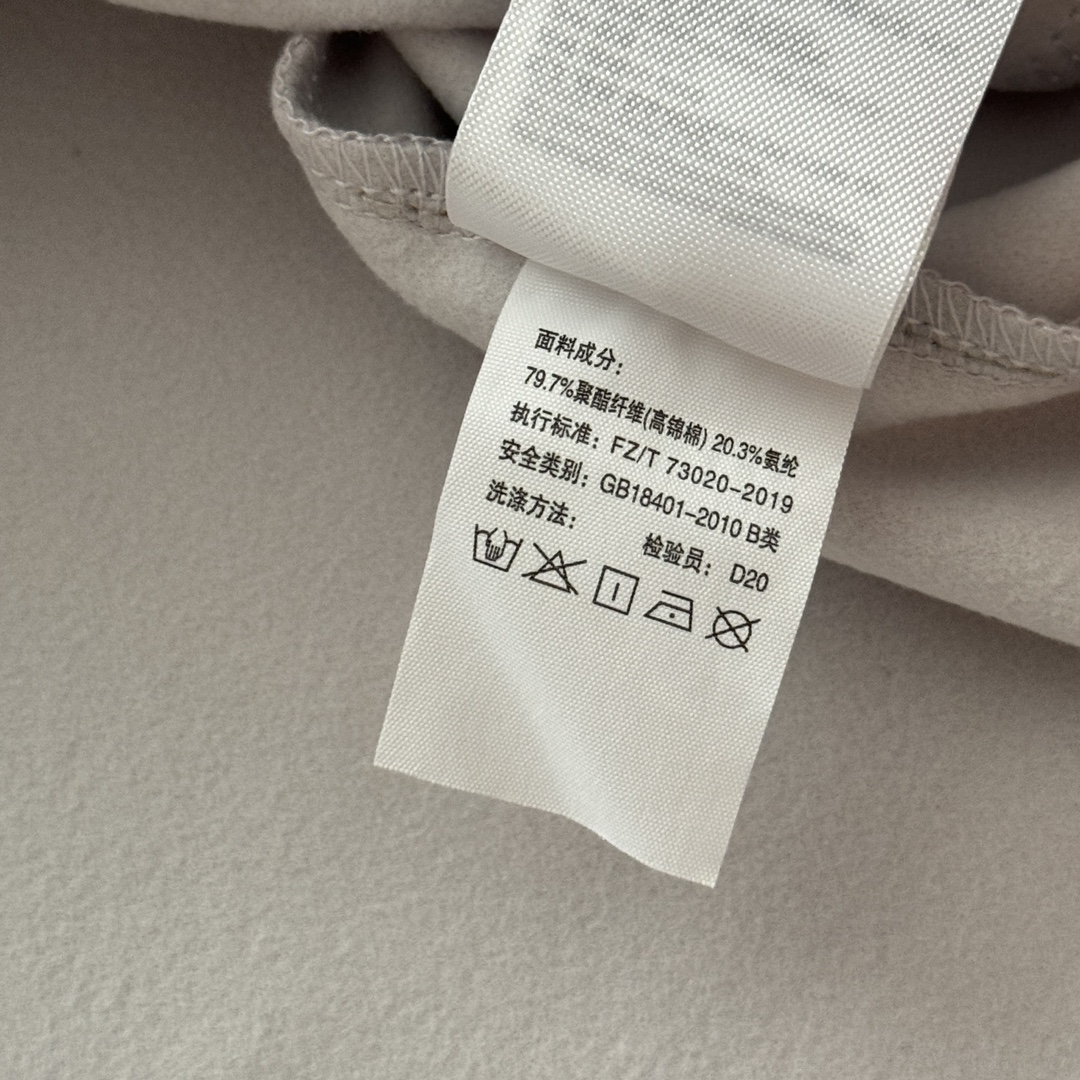 面料成分：
79.7%聚酯纤维(高锦棉) 20.3%氨纶
执行标准：FZ/T 73020-2019
安全类别：GB18401-2010 B类
洗涤方法：
检验员：D20